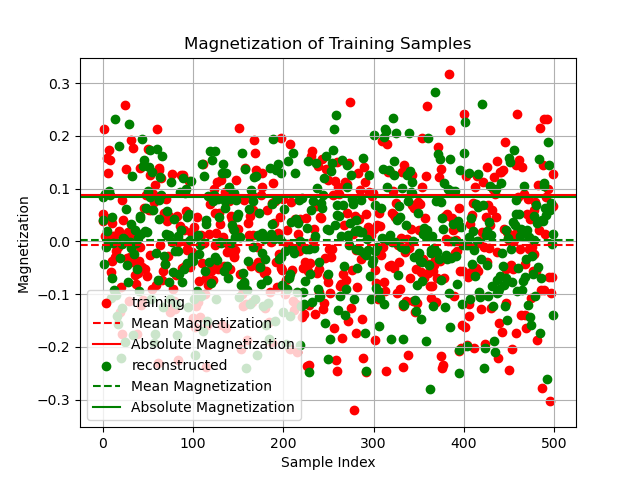 Magnetization of Training Samples
Magnetization
0.3
0.2
0.1
0.0
−0.1
−0.2
−0.3
training
Mean Magnetization
Absolute Magnetization
reconstructed
Mean Magnetization
Absolute Magnetization
0 100 200 300 400 500
Sample Index